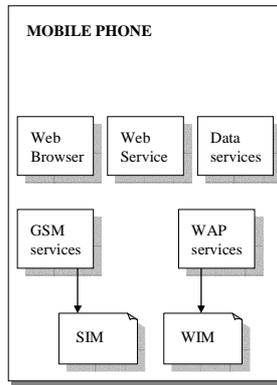 MOBILE PHONE
Web Browser
Web Service
Data services
GSM services
WAP services
SIM
WIM